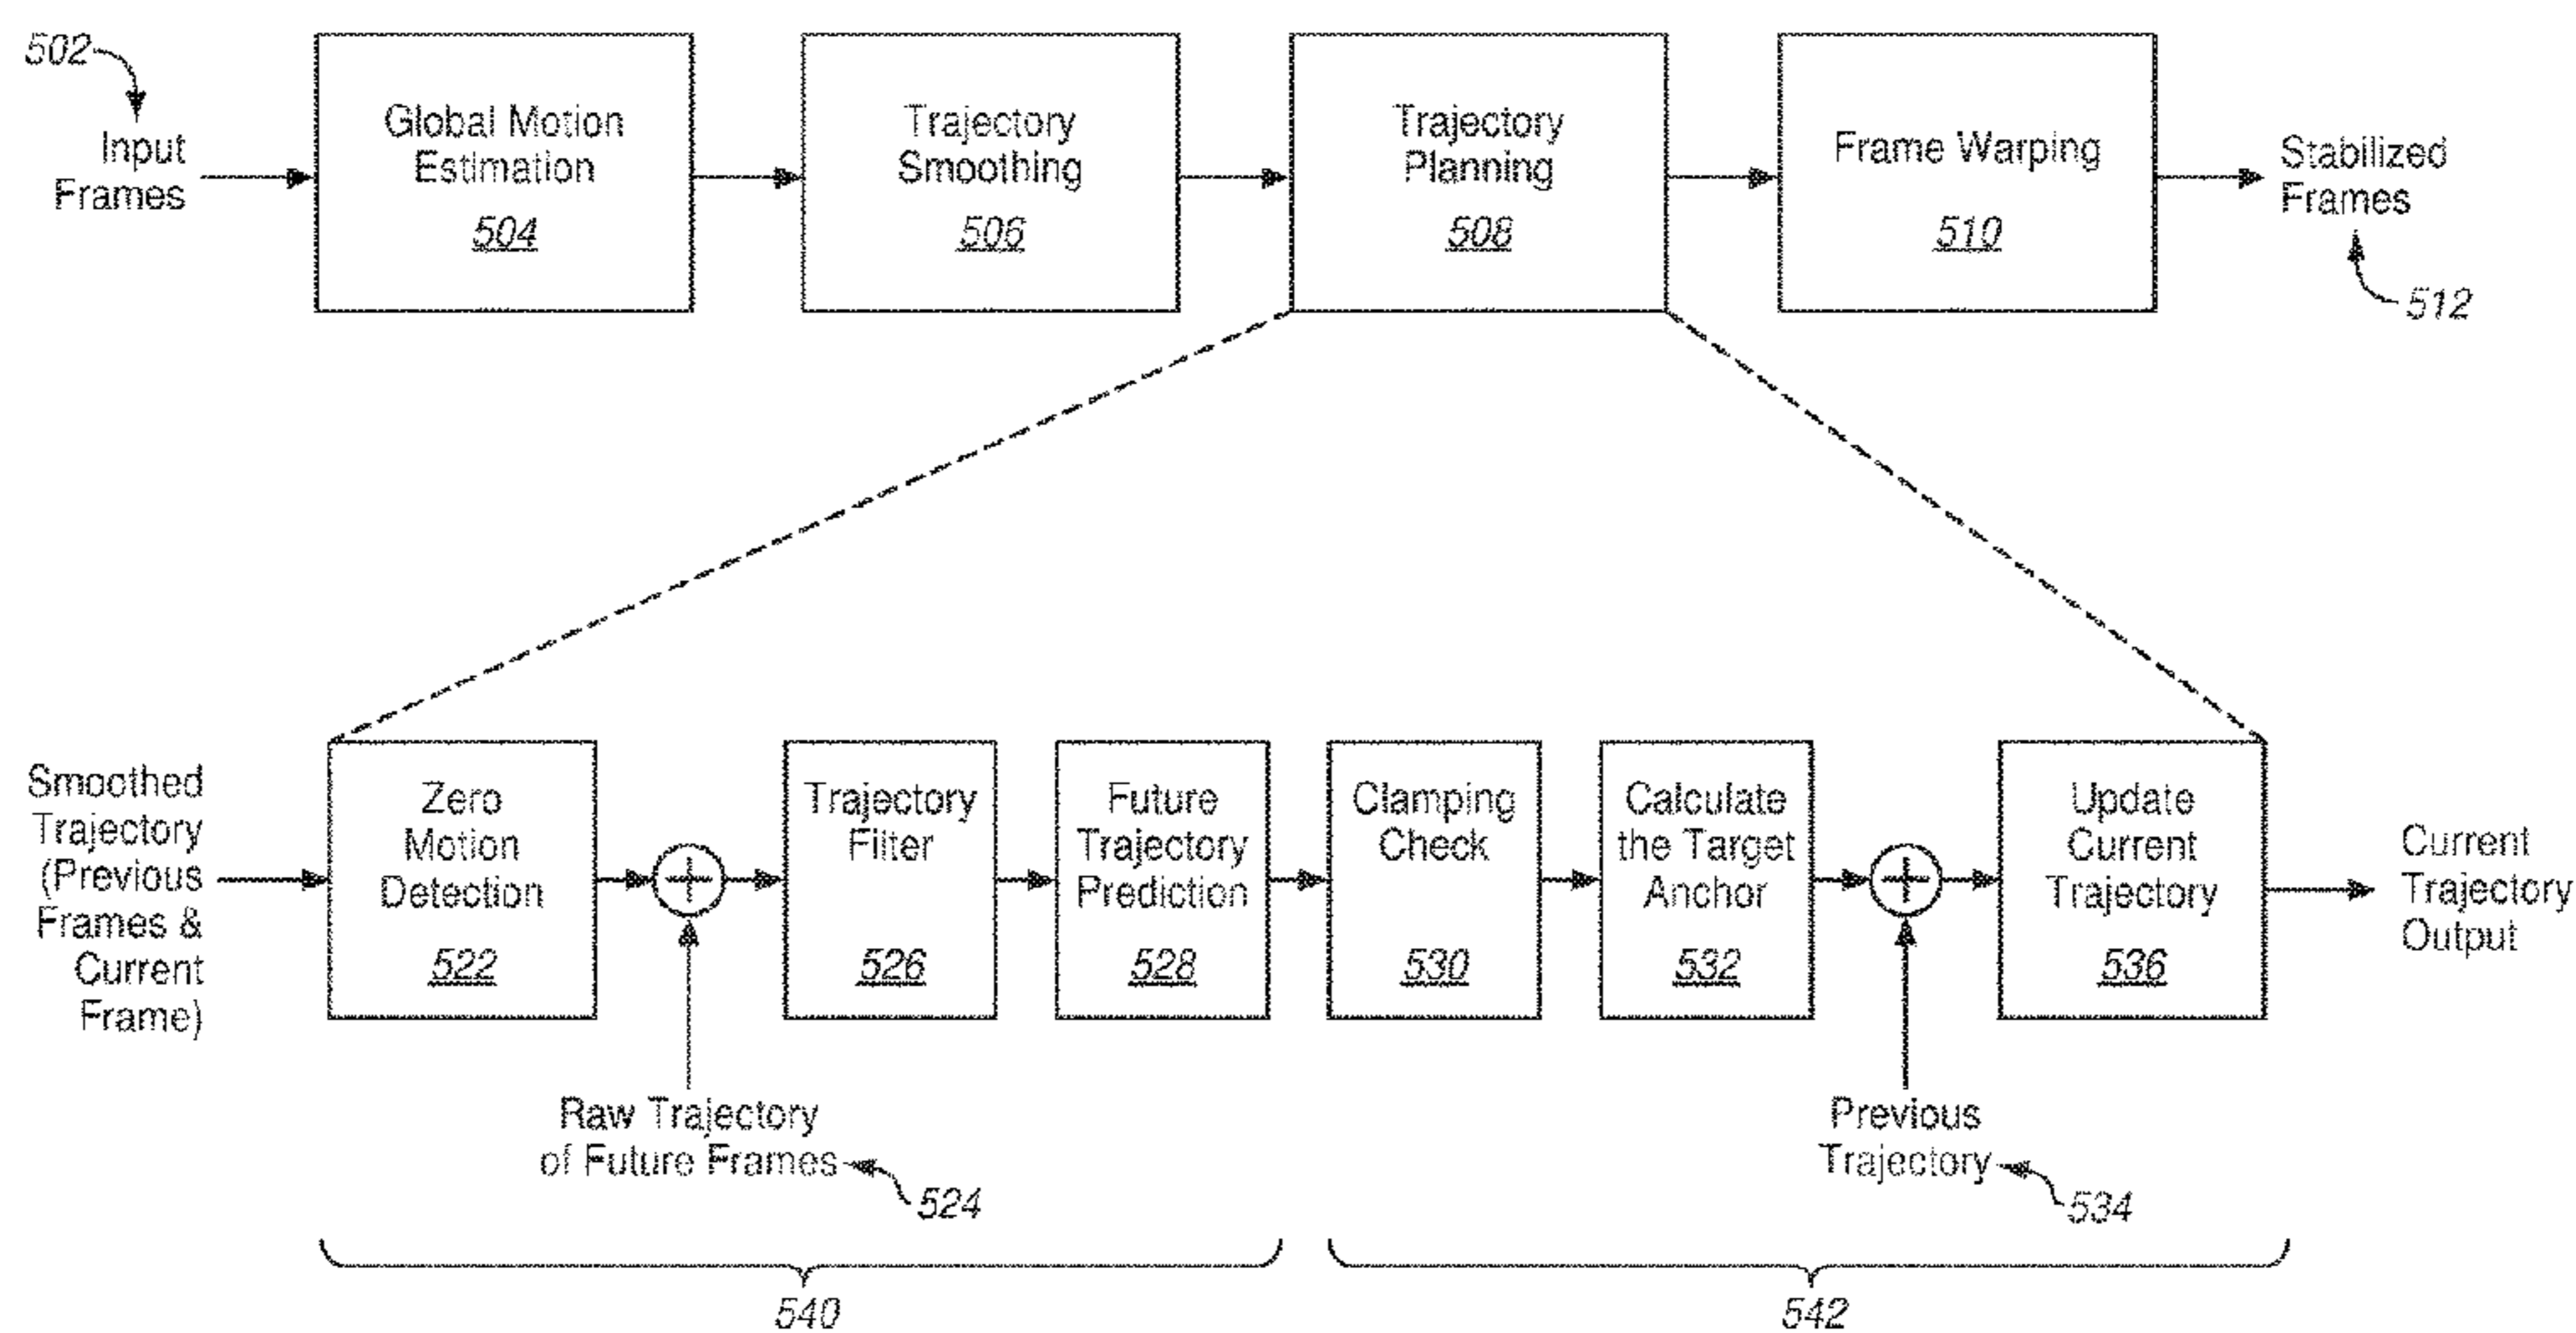 502
Input
Frames
Global Motion
Estimation
504
Trajectory
Smoothing
506
Trajectory
Planning
508
Frame Warping
510
Stabilized
Frames
512
Smoothed
Trajectory
(Previous
Frames &
Current
Frame)
Zero
Motion
Detection
522
+
Raw Trajectory
of Future Frames
524
Trajectory
Filter
526
Future
Trajectory
Prediction
528
Clamping
Check
530
Calculate
the Target
Anchor
532
+
Previous
Trajectory
534
Update
Current
Trajectory
536
Current
Trajectory
Output
540
542